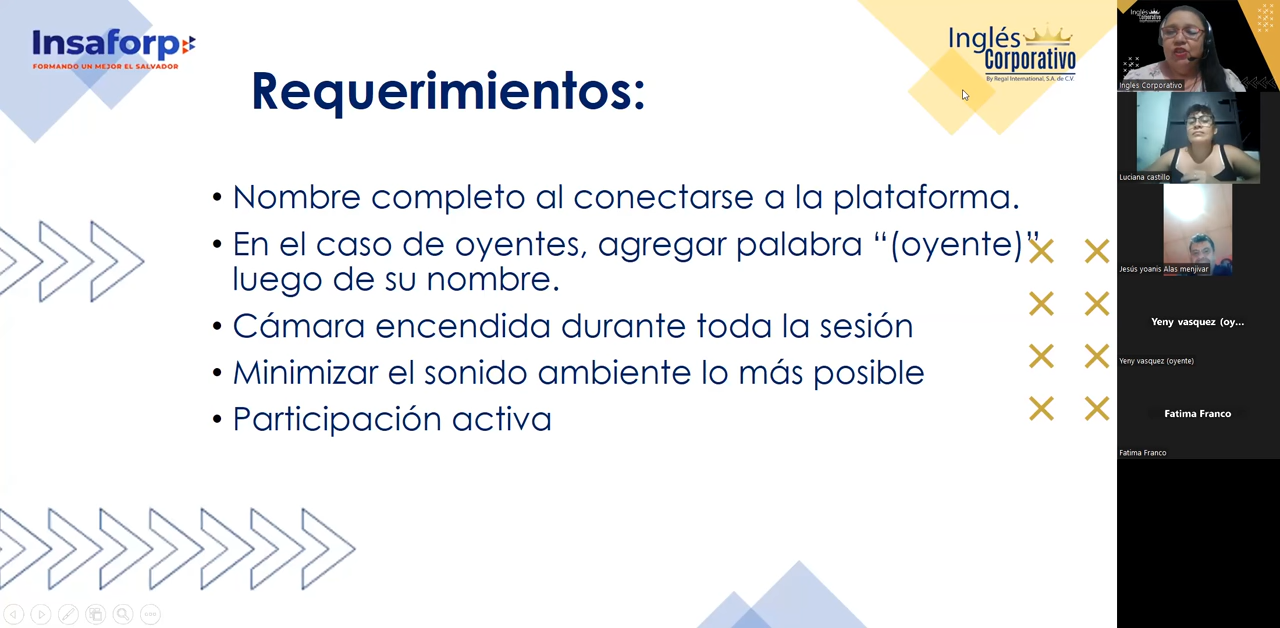 Insaforp
FORMANDO UN MEJOR EL SALVADOR
Inglés
Corporativo
By Regal International, S.A. de C.V.
Requerimientos:
• Nombre completo al conectarse a la plataforma.
• En el caso de oyentes, agregar palabra “(oyente)”
luego de su nombre.
• Cámara encendida durante toda la sesión
• Minimizar el sonido ambiente lo más posible
• Participación activa
Inglés
Corporativo
Ingles Corporativo
Luciana castillo
Jesús yoanis Alas menjivar
Yeny vasquez (oy...
Yeny vasquez (oyente)
Fatima Franco
Fatima Franco